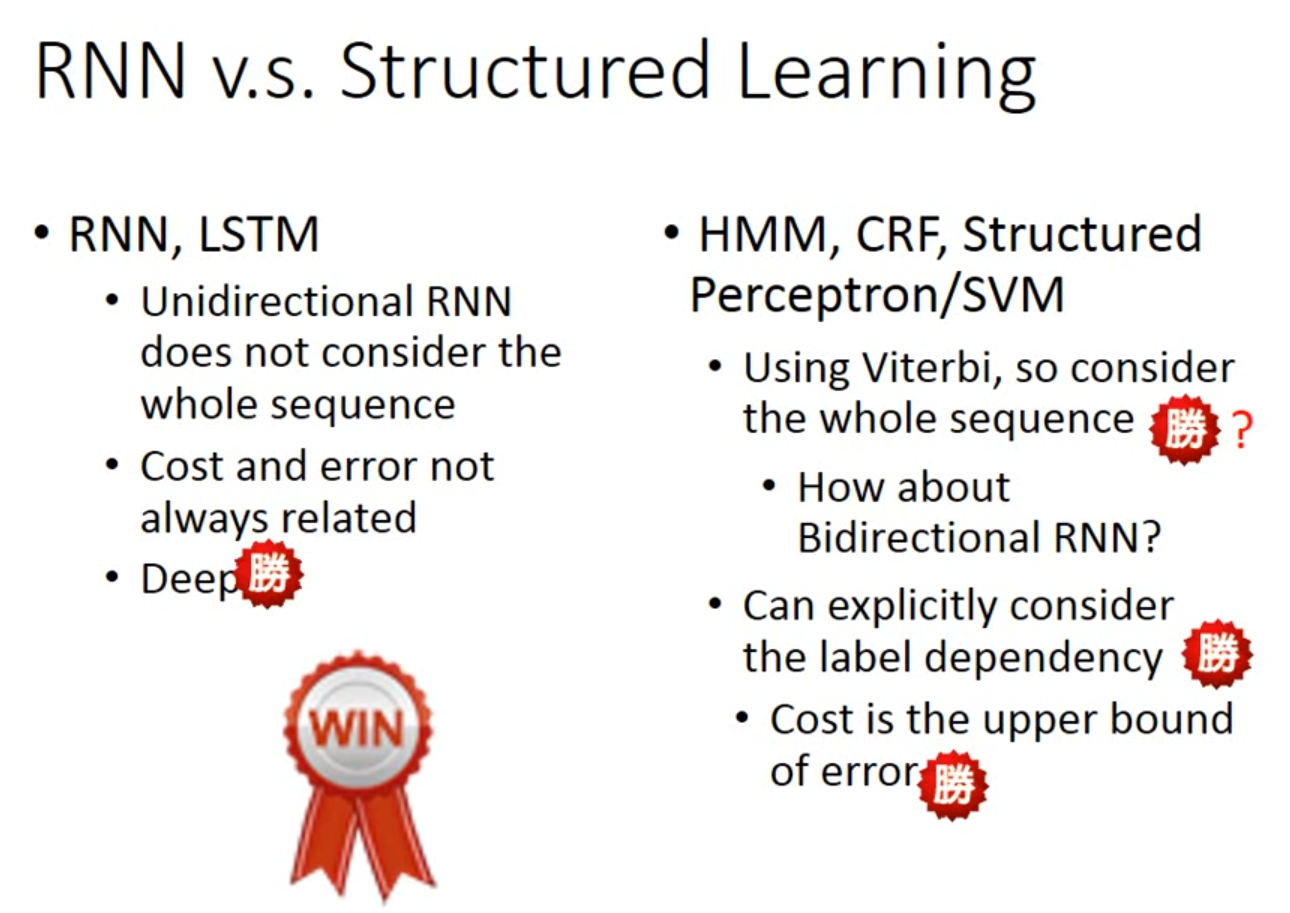 RNN v.s. Structured Learning
• RNN, LSTM
• Unidirectional RNN
does not consider the
whole sequence
• Cost and error not
always related
• Deep 勝
WIN
• HMM, CRF, Structured
Perceptron/SVM
• Using Viterbi, so consider
the whole sequence 勝 ?
• How about
Bidirectional RNN?
• Can explicitly consider
the label dependency 勝
• Cost is the upper bound
of error 勝